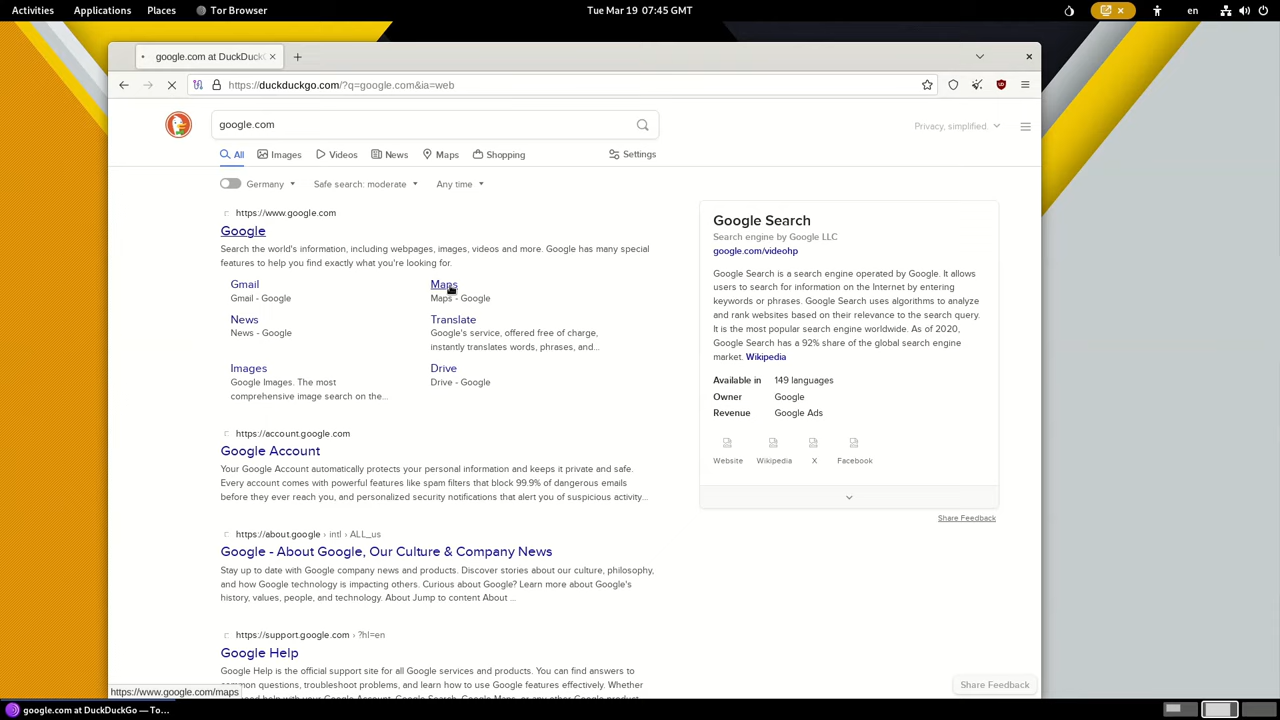 Activities Applications Places Tor Browser Tue Mar 19 07:45 GMT en
google.com at DuckDuckG
https://duckduckgo.com/?q=google.com&ia=web
google.com
Privacy, simplified.
All Images Videos News Maps Shopping Settings
Germany Safe search: moderate Any time
https://www.google.com
Google
Search the world's information, including webpages, images, videos and more. Google has many special
features to help you find exactly what you're looking for.
Gmail
Gmail - Google
Maps
Maps - Google
News
News - Google
Translate
Google's service, offered free of charge,
instantly translates words, phrases, and...
Images
Google Images. The most
comprehensive image search on the...
Drive
Drive - Google
https://account.google.com
Google Account
Your Google Account automatically protects your personal information and keeps it private and safe.
Every account comes with powerful features like spam filters that block 99.9% of dangerous emails
before they ever reach you, and personalized security notifications that alert you of suspicious activity...
https://about.google › intl › ALL_us
Google - About Google, Our Culture & Company News
Stay up to date with Google company news and products. Discover stories about our culture, philosophy,
and how Google technology is impacting others. Curious about Google? Learn more about Google's
history, values, people, and technology. About Jump to content About ...
https://support.google.com › ?hl=en
Google Help
Google Help is the official support site for all Google services and products. You can find answers to
common questions, troubleshoot problems, and learn how to use Google features effectively. Whether
Google Search
Search engine by Google LLC
google.com/videohp
Google Search is a search engine operated by Google. It allows
users to search for information on the Internet by entering
keywords or phrases. Google Search uses algorithms to analyze
and rank websites based on their relevance to the search query.
It is the most popular search engine worldwide. As of 2020,
Google Search has a 92% share of the global search engine
market. Wikipedia
Available in 149 languages
Owner Google
Revenue Google Ads
Website Wikipedia X Facebook
Share Feedback
Share Feedback
https://www.google.com/maps
google.com at DuckDuckGo — To...